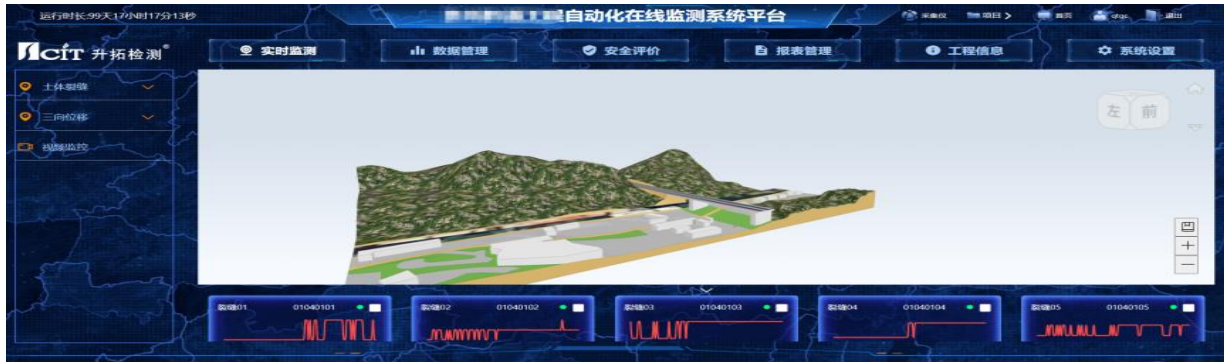 运行时长:99天17小时17分13秒
自动化在线监测系统平台
采集仪
项目 >
首页
退出
CIT 升拓检测®
实时监测
数据管理
安全评价
报表管理
工程信息
系统设置
土体裂缝
三向位移
视频监控
左
前
裂缝01 01040101
裂缝02 01040102
裂缝03 01040103
裂缝04 01040104
裂缝05 01040105